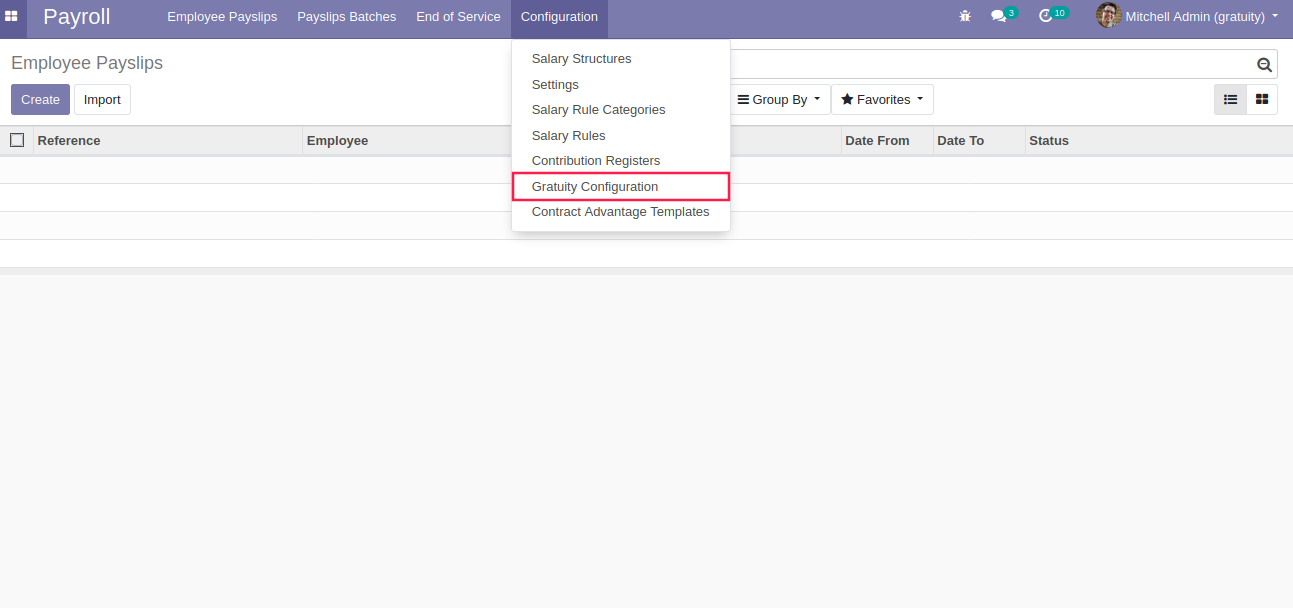 Payroll Employee Payslips Payslips Batches End of Service Configuration 3 10 Mitchell Admin (gratuity)
Employee Payslips
Create Import
Salary Structures
Settings
Salary Rule Categories
Salary Rules
Contribution Registers
Gratuity Configuration
Contract Advantage Templates
Group By Favorites
Reference Employee Date From Date To Status